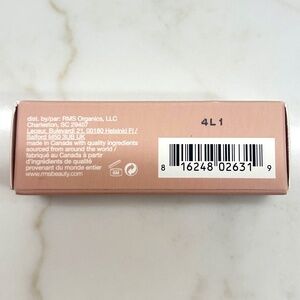 dist. by/par: RMS Organics, LLC
Charleston, SC 29407
Laceur, Bulevardi 21, 00180 Helsinki FI /
Salford M50 3UB UK
made in Canada with quality ingredients
sourced from around the world /
fabriqué au Canada à partir
d'ingrédients de qualité
provenant du monde entier
www.rmsbeauty.com
4L1
8 16248 02631 9